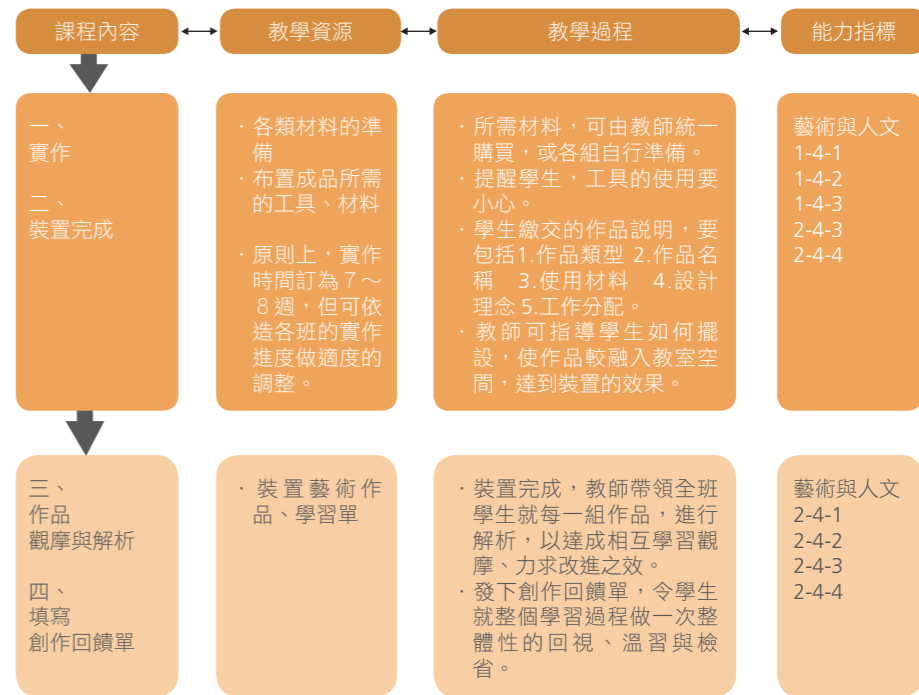 課程內容
教學資源
教學過程
能力指標
一、
實作
二、
裝置完成
·各類材料的準
備
·布置成品所需
的工具、材料
·原則上，實作
時間訂為７～
８週，但可依
造各班的實作
進度做適度的
調整。
·所需材料，可由教師統一
購買，或各組自行準備。
·提醒學生，工具的使用要
小心。
·學生繳交的作品說明，要
包括1.作品類型 2.作品名
稱 3.使用材料 4.設計
理念 5.工作分配。
·教師可指導學生如何擺
設，使作品較融入教室空
間，達到裝置的效果。
藝術與人文
1-4-1
1-4-2
1-4-3
2-4-3
2-4-4
三、
作品
觀摩與解析
四、
填寫
創作回饋單
·裝置藝術作
品、學習單
·裝置完成，教師帶領全班
學生就每一組作品，進行
解析，以達成相互學習觀
摩、力求改進之效。
·發下創作回饋單，令學生
就整個學習過程做一次整
體性的回視、溫習與檢
省。
藝術與人文
2-4-1
2-4-2
2-4-3
2-4-4